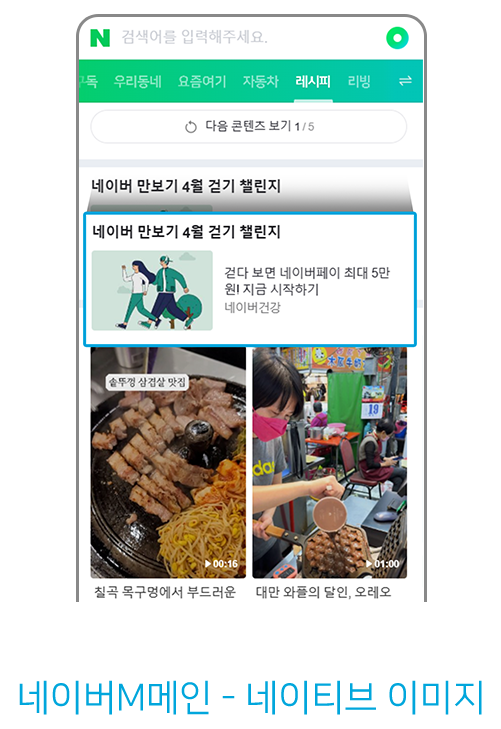 N 검색어를 입력해주세요.
구독 우리동네 요즘여기 자동차 레시피 리빙
다음 콘텐츠 보기 1 / 5
네이버 만보기 4월 걷기 챌린지
네이버 만보기 4월 걷기 챌린지
걷다 보면 네이버페이 최대 5만
원! 지금 시작하기
네이버건강
솥뚜껑 삼겹살 맛집
19
00:16
01:00
칠곡 목구멍에서 부드러운
대만 와플의 달인, 오레오
네이버M메인 - 네이티브 이미지